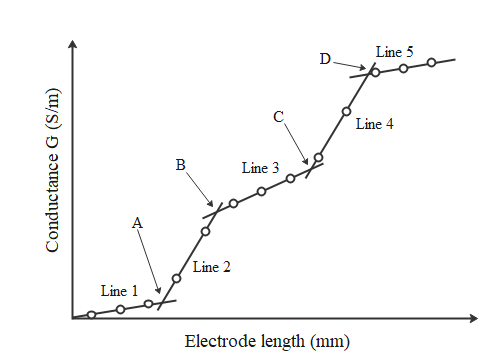 D
Line 5
C
Line 4
B
Line 3
A
Line 2
Line 1
Conductance G (S/m)
Electrode length (mm)